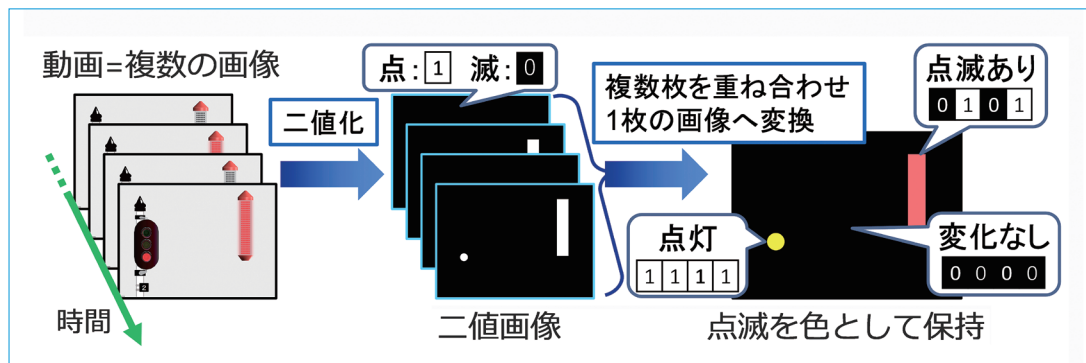 動画=複数の画像
時間
2
二値化
点:1 滅:0
二値画像
複数枚を重ね合わせ
1枚の画像へ変換
点滅あり
0 1 0 1
点灯
1 1 1 1
変化なし
0 0 0 0
点滅を色として保持